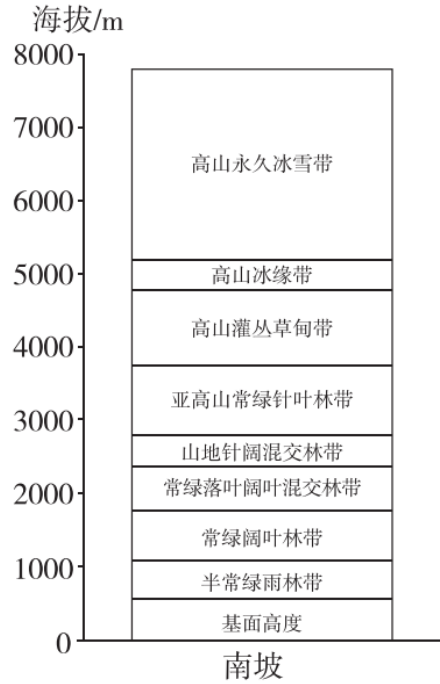 海拔/m
8000
7000
6000
5000
4000
3000
2000
1000
0
高山永久冰雪带
高山冰缘带
高山灌丛草甸带
亚高山常绿针叶林带
山地针阔混交林带
常绿落叶阔叶混交林带
常绿阔叶林带
半常绿雨林带
基面高度
南坡